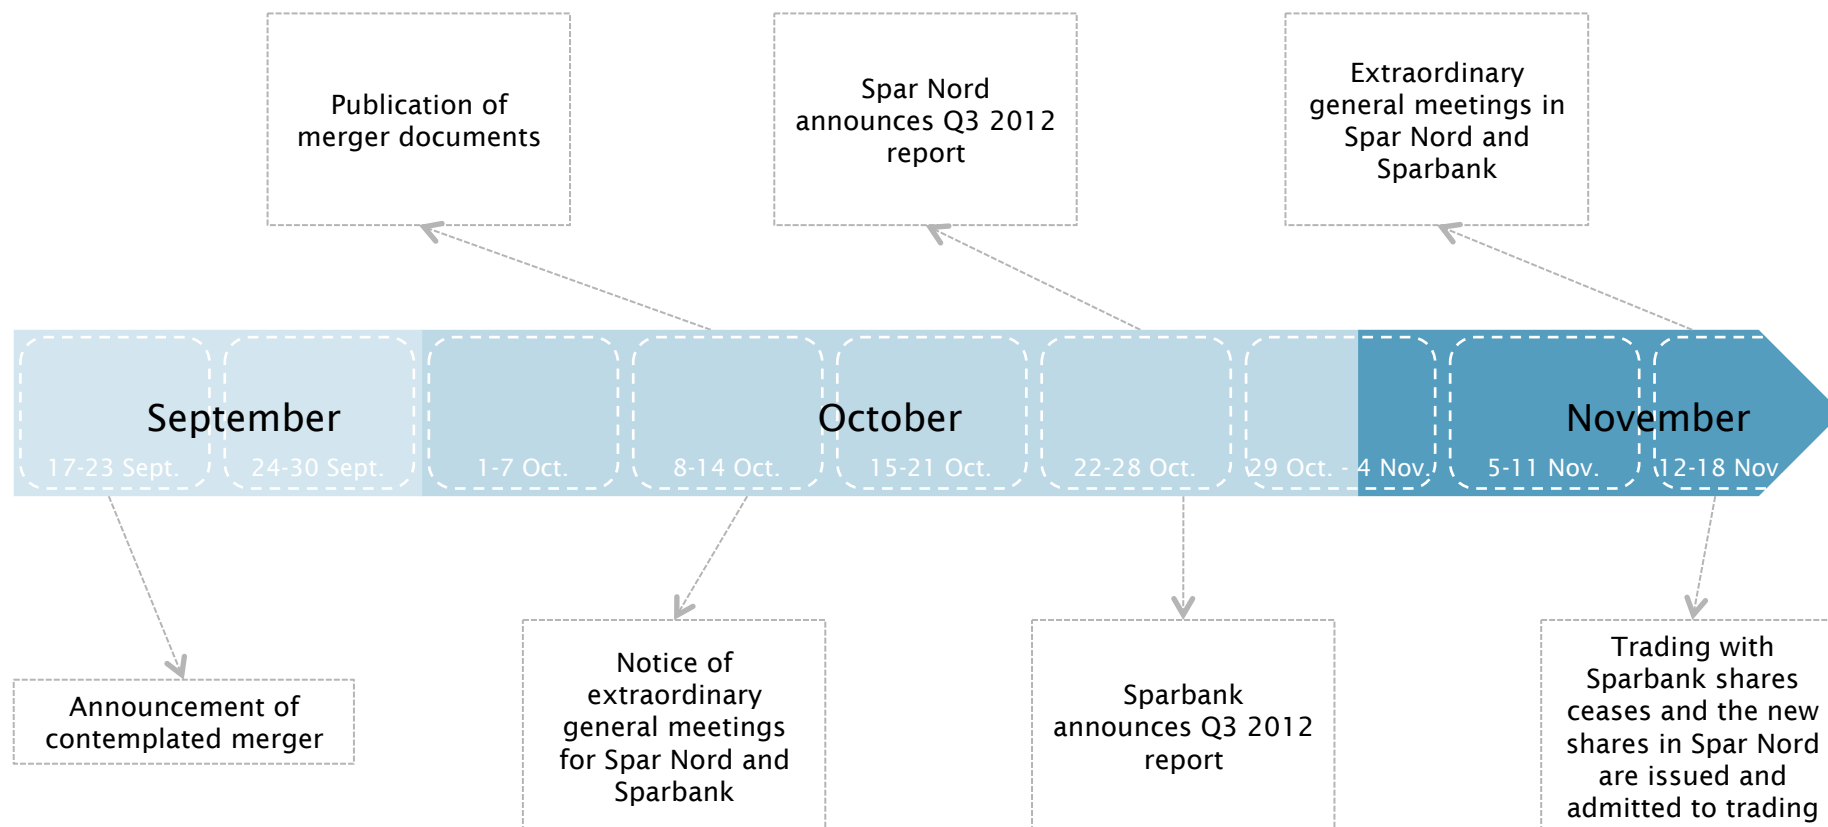 Publication of
merger documents
Spar Nord
announces Q3 2012
report
Extraordinary
general meetings in
Spar Nord and
Sparbank
September
October
November
17-23 Sept.
24-30 Sept.
1-7 Oct.
8-14 Oct.
15-21 Oct.
22-28 Oct.
29 Oct. - 4 Nov.
5-11 Nov.
12-18 Nov
Announcement of
contemplated merger
Notice of
extraordinary
general meetings
for Spar Nord and
Sparbank
Sparbank
announces Q3 2012
report
Trading with
Sparbank shares
ceases and the new
shares in Spar Nord
are issued and
admitted to trading